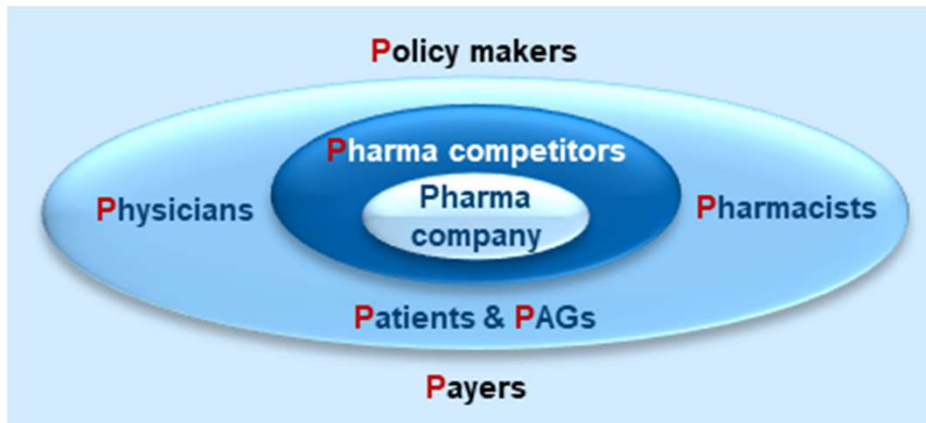 Policy makers
Pharma competitors
Physicians
Pharma
company
Pharmacists
Patients & PAGs
Payers